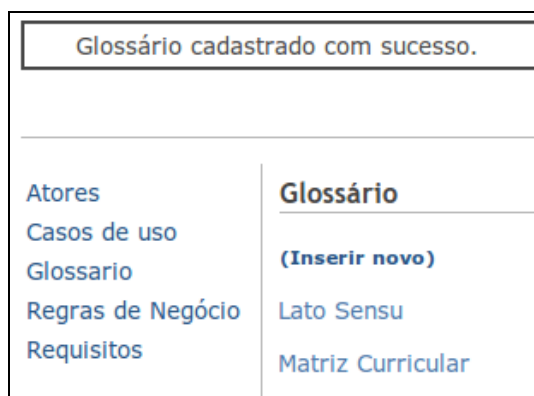 Glossário cadastrado com sucesso.
Atores
Casos de uso
Glossario
Regras de Negócio
Requisitos
Glossário
(Inserir novo)
Lato Sensu
Matriz Curricular